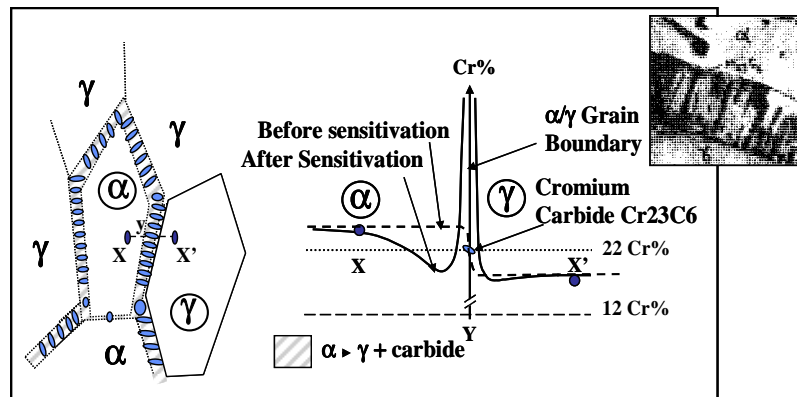 γ
γ
α
γ
y
X
X'
γ
α
Cr%
α/γ Grain
Boundary
Before sensitivation
After Sensitivation
α
γ
Cromium
Carbide Cr23C6
22 Cr%
X
X'
12 Cr%
Y
α ▸ γ + carbide